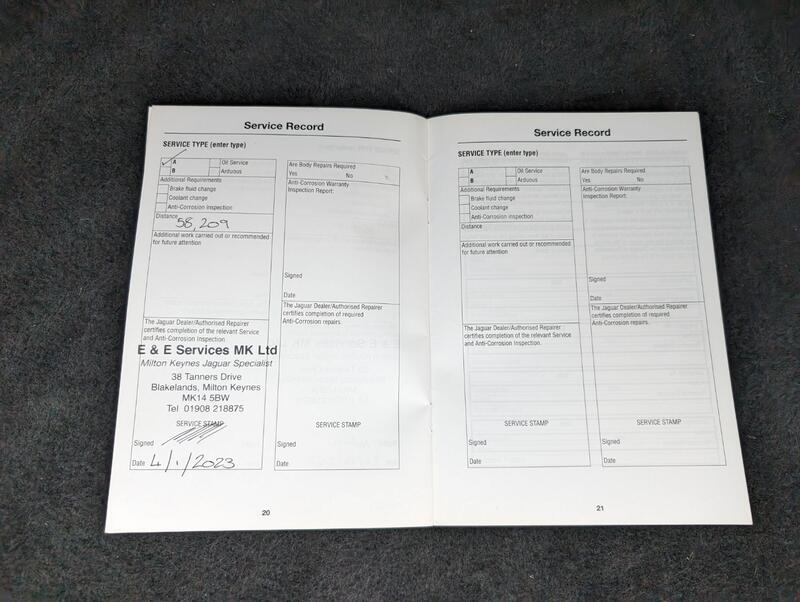 Service Record
SERVICE TYPE (enter type)
A Oil Service
B Arduous
Additional Requirements
Brake fluid change
Coolant change
Anti-Corrosion Inspection
Distance
58,209
Additional work carried out or recommended
for future attention
The Jaguar Dealer/Authorised Repairer
certifies completion of the relevant Service
and Anti-Corrosion Inspection
E & E Services MK Ltd
Milton Keynes Jaguar Specialist
38 Tanners Drive
Blakelands, Milton Keynes
MK14 5BW
Tel 01908 218875
SERVICE STAMP
Signed
Date 4/1/2023
Are Body Repairs Required
Yes No
Anti-Corrosion Warranty
Inspection Report:
Signed
Date
The Jaguar Dealer/Authorised Repairer
certifies completion of required
Anti-Corrosion repairs.
SERVICE STAMP
Signed
Date
20
Service Record
SERVICE TYPE (enter type)
A Oil Service
B Arduous
Additional Requirements
Brake fluid change
Coolant change
Anti-Corrosion inspection
Distance
Additional work carried out or recommended
for future attention
The Jaguar Dealer/Authorised Repairer
certifies completion of the relevant Service
and Anti-Corrosion Inspection.
SERVICE STAMP
Signed
Date
Are Body Repairs Required
Yes No
Anti-Corrosion Warranty
Inspection Report:
Signed
Date
The Jaguar Dealer/Authorised Repairer
certifies completion of required
Anti-Corrosion repairs.
SERVICE STAMP
Signed
Date
21